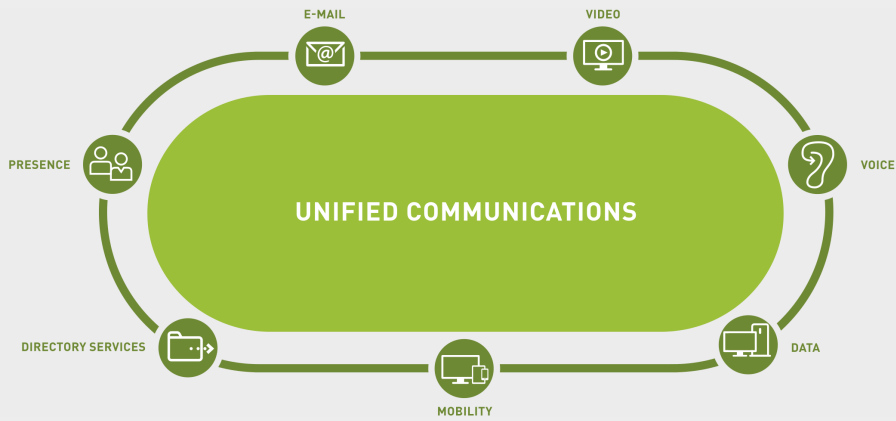 E-MAIL
VIDEO
PRESENCE
@
VOICE
UNIFIED COMMUNICATIONS
DIRECTORY SERVICES
DATA
MOBILITY